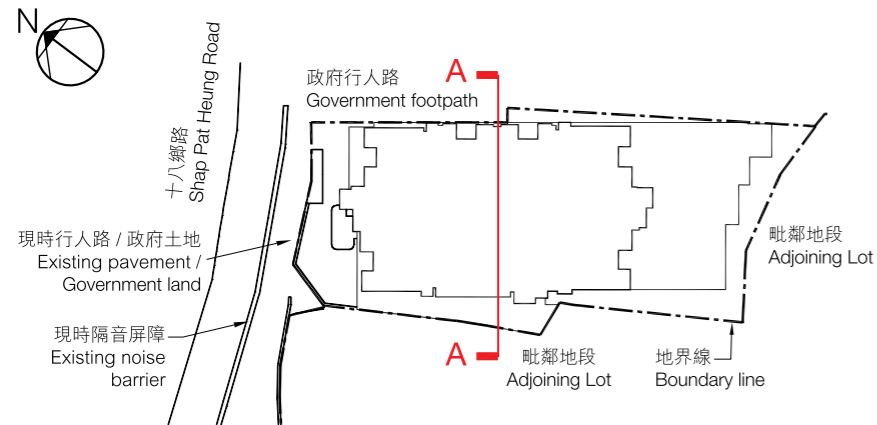 N
十八鄉路
Shap Pat Heung Road
政府行人路
Government footpath
A
現時行人路 / 政府土地
Existing pavement /
Government land
毗鄰地段
Adjoining Lot
現時隔音屏障
Existing noise
barrier
A
毗鄰地段
Adjoining Lot
地界線
Boundary line